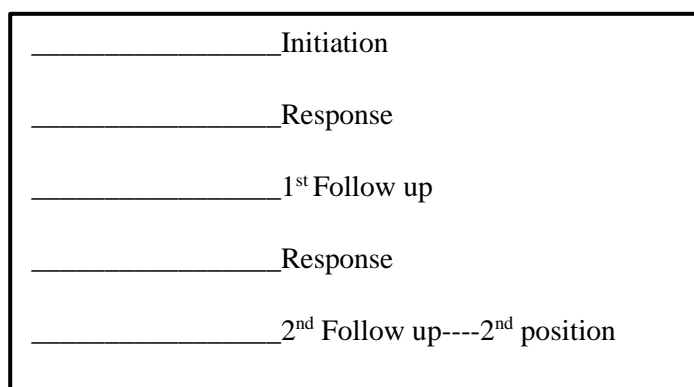 _________________Initiation
_________________Response
_________________1st Follow up
_________________Response
_________________2nd Follow up----2nd position